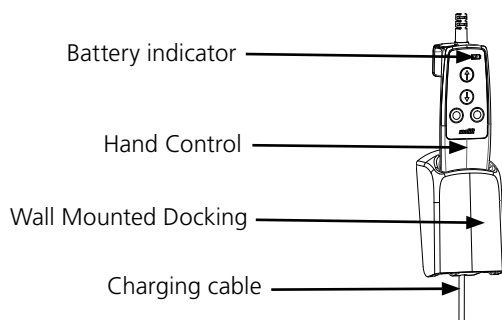 Battery indicator
Hand Control
Wall Mounted Docking
Charging cable